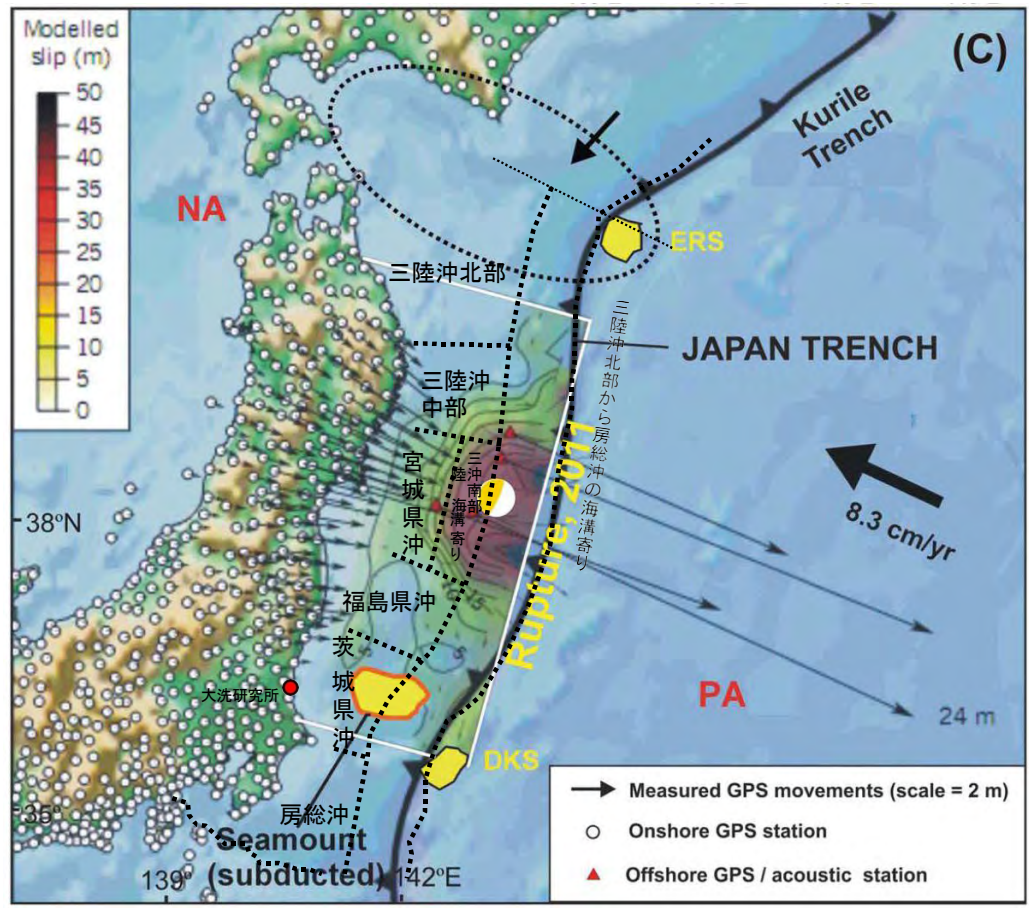 Modelled
slip (m)
50
45
40
35
30
25
20
15
10
5
0
(C)
Kurile
Trench
NA
ERS
三陸沖北部
三陸沖北部から房総沖の海溝寄り
JAPAN TRENCH
三陸沖
中部
宮城県沖
三陸沖南部
海溝寄り
Rupture, 2011
38°N
8.3 cm/yr
福島県沖
茨城県沖
大洗研究所
PA
24 m
DKS
房総沖
Seamount
(subducted)
35°
139°
142°E
Measured GPS movements (scale = 2 m)
Onshore GPS station
Offshore GPS / acoustic station